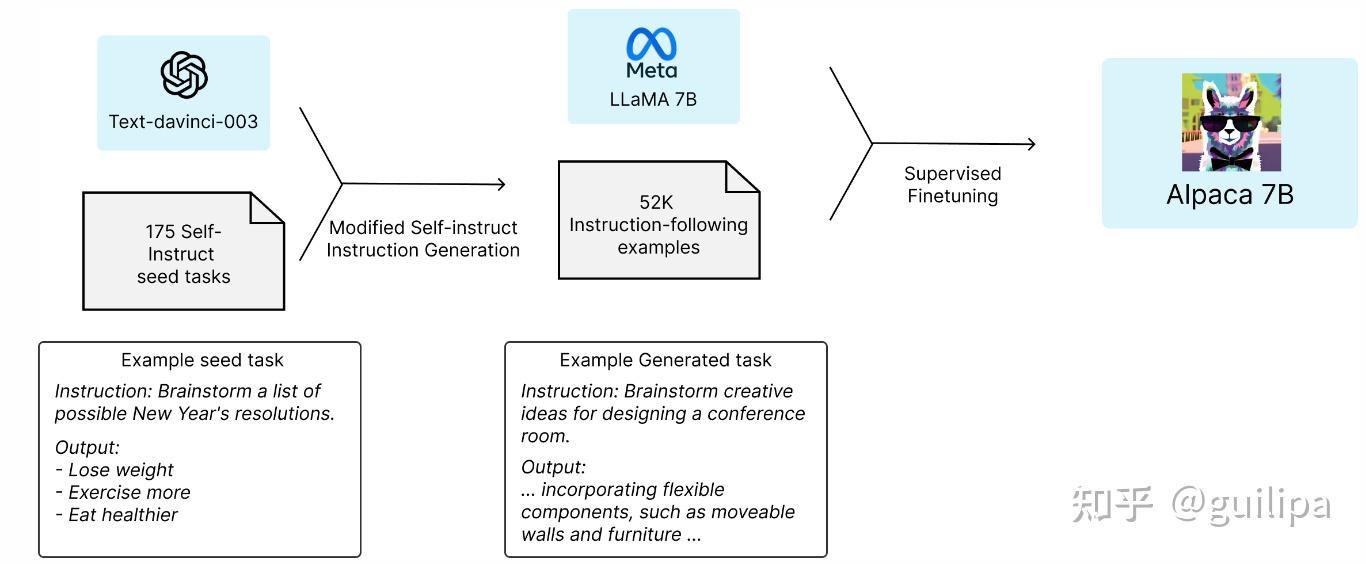 Text-davinci-003
175 Self-
Instruct
seed tasks
Modified Self-instruct
Instruction Generation
Meta
LLaMA 7B
52K
Instruction-following
examples
Supervised
Finetuning
Alpaca 7B
Example seed task
Instruction: Brainstorm a list of
possible New Year's resolutions.
Output:
- Lose weight
- Exercise more
- Eat healthier
Example Generated task
Instruction: Brainstorm creative
ideas for designing a conference
room.
Output:
... incorporating flexible
components, such as moveable
walls and furniture ...
知乎 @guilipa